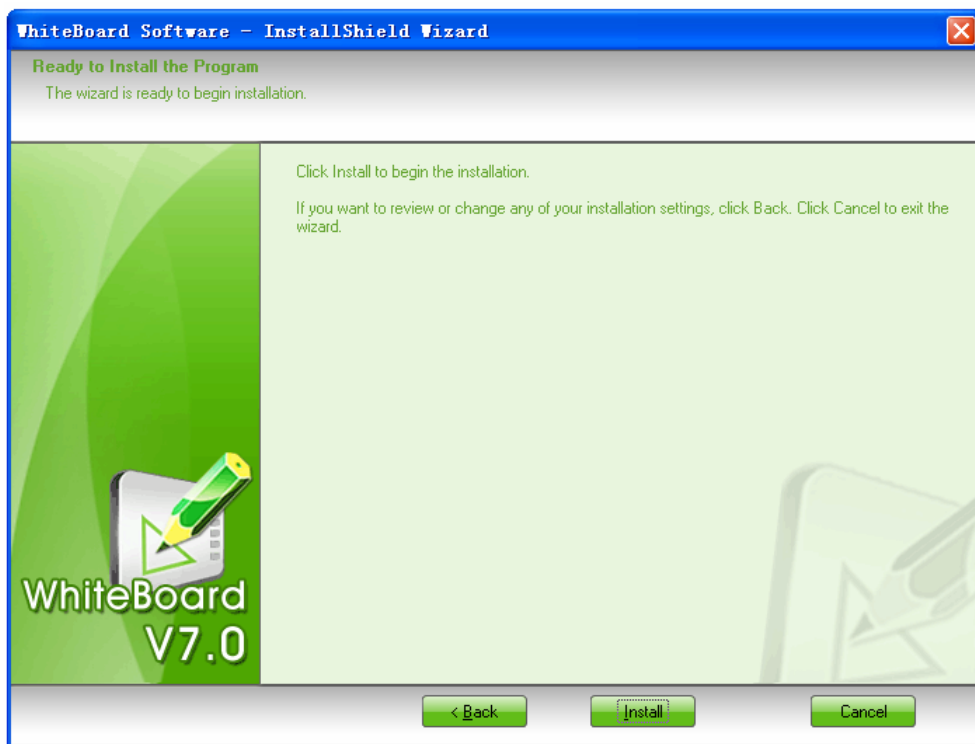 WhiteBoard Software - InstallShield Wizard
Ready to Install the Program
The wizard is ready to begin installation.
Click Install to begin the installation.
If you want to review or change any of your installation settings, click Back. Click Cancel to exit the
wizard.
WhiteBoard
V7.0
< Back
Install
Cancel